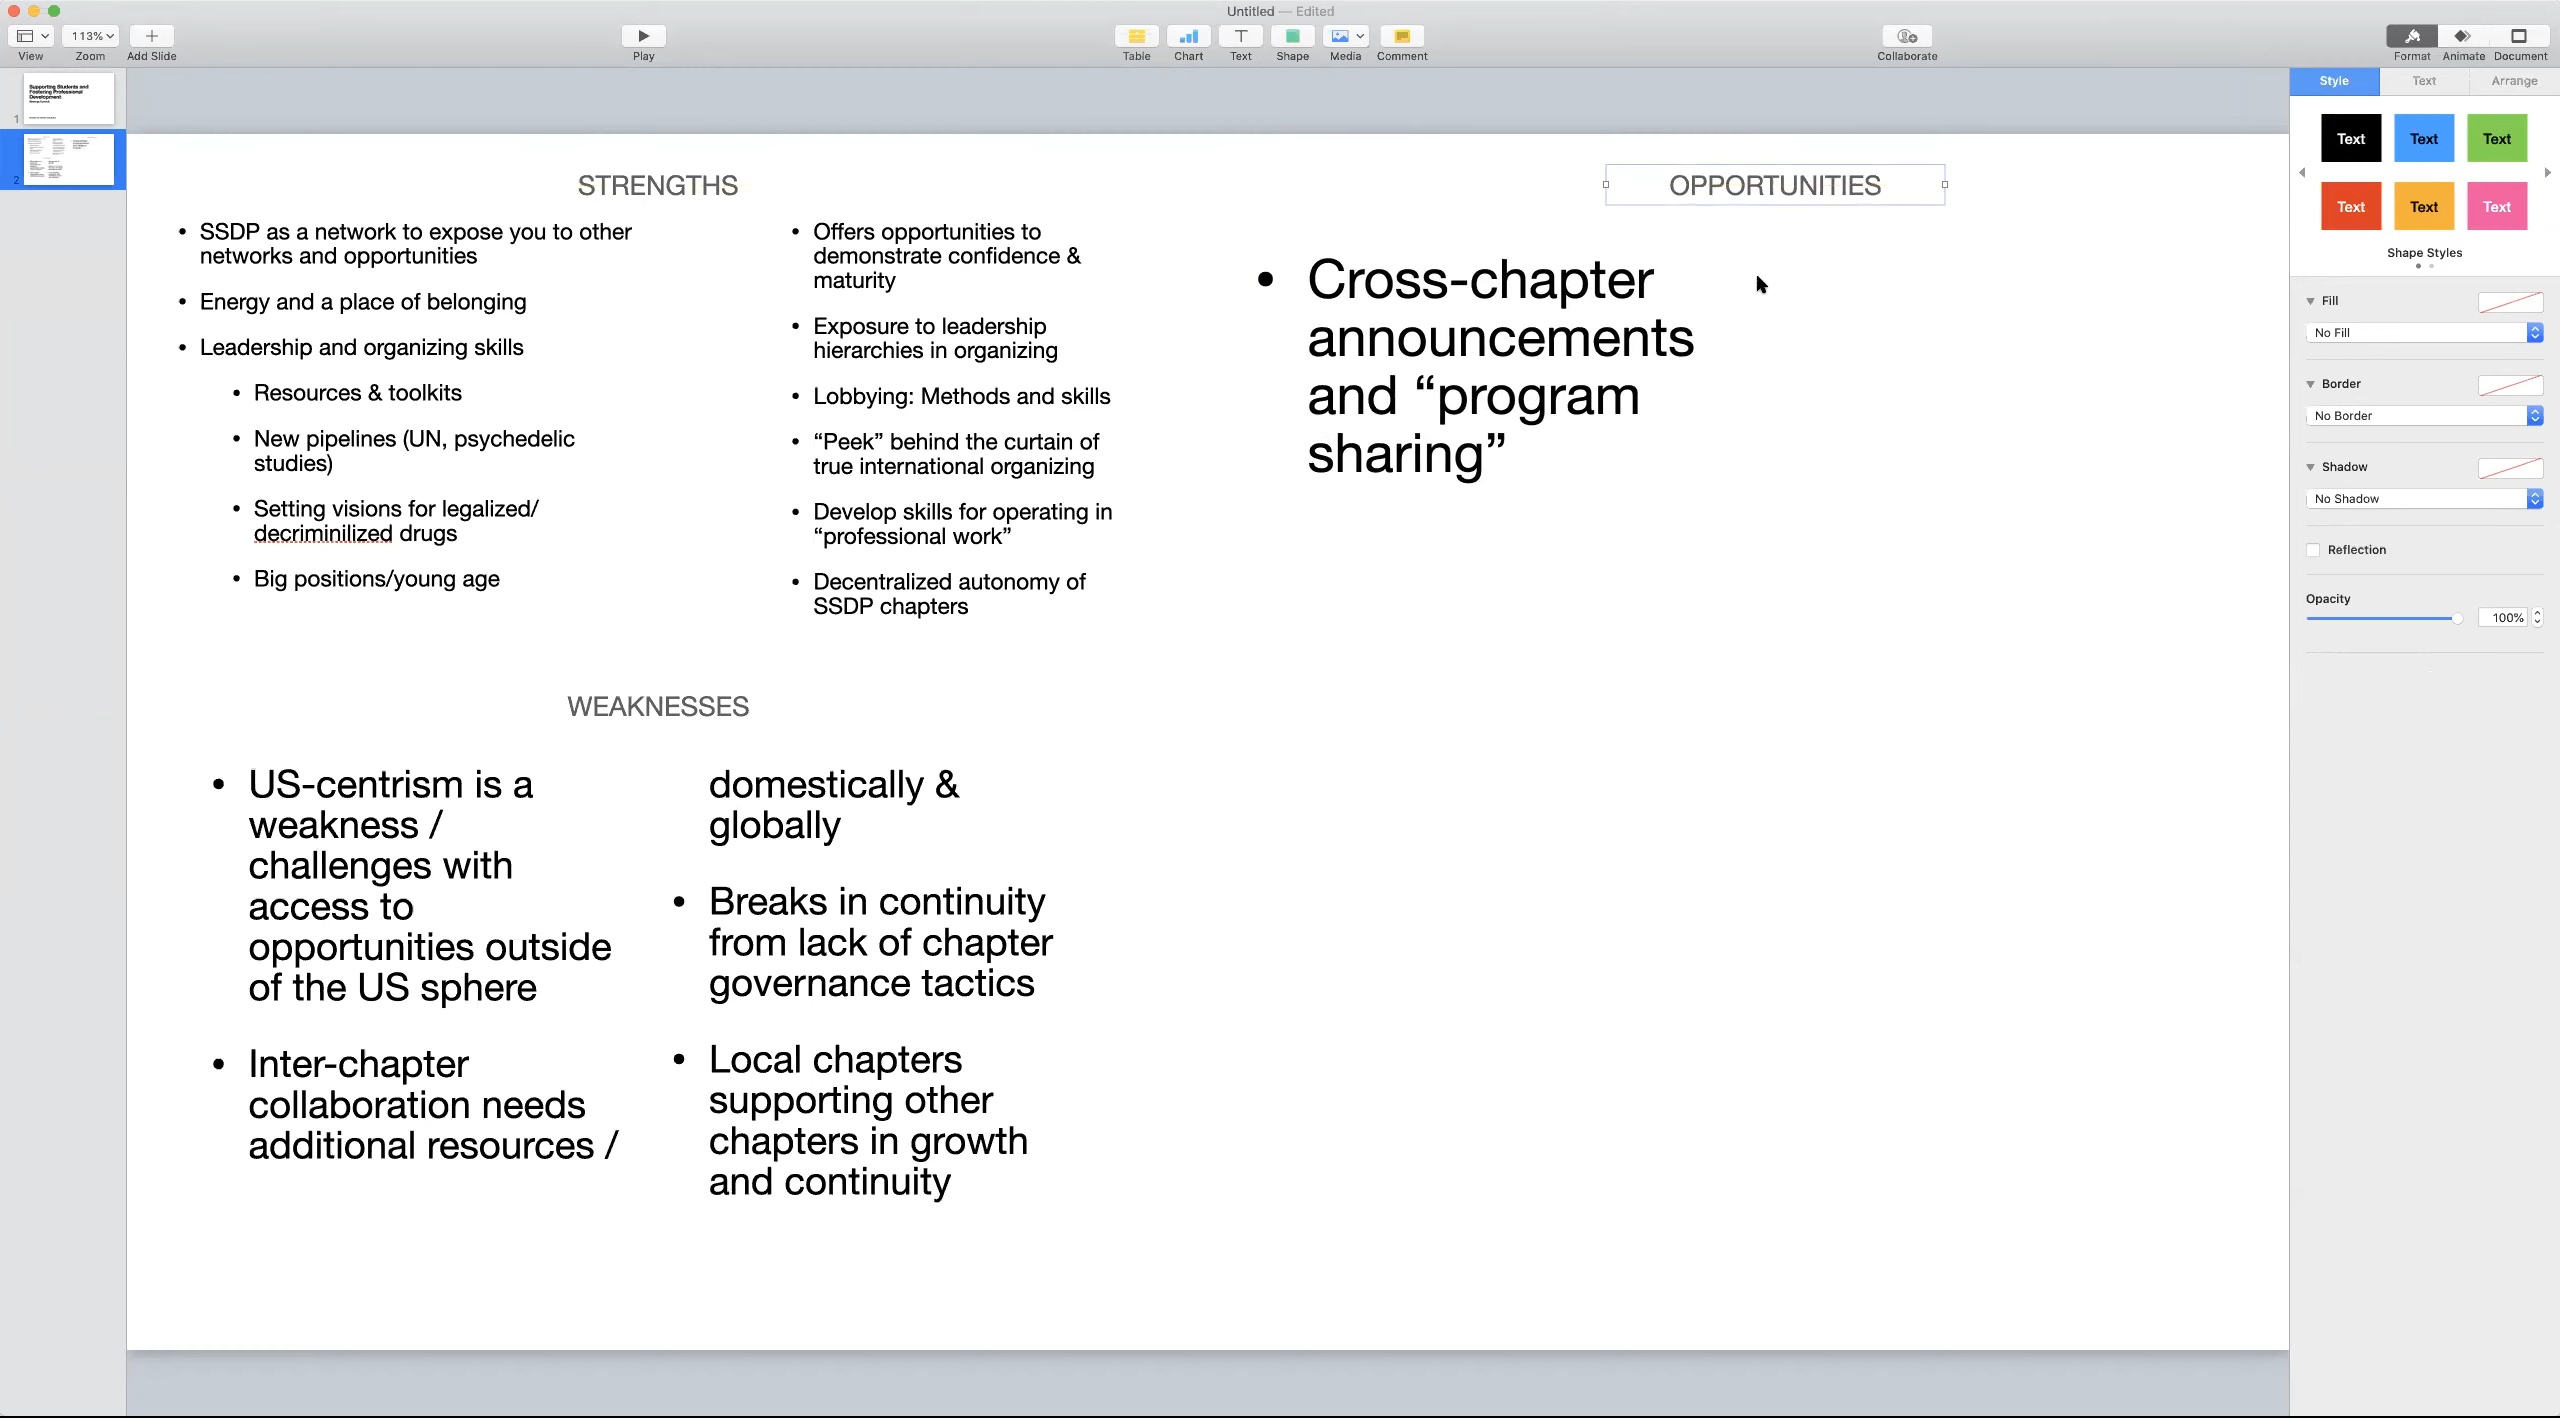 Untitled — Edited
113%
View
Zoom
Add Slide
Play
Table
Chart
Text
Shape
Media
Comment
Collaborate
Format
Animate
Document
Supporting Students and
Fostering Professional
Development
1
2
STRENGTHS
• SSDP as a network to expose you to other
networks and opportunities
• Energy and a place of belonging
• Leadership and organizing skills
• Resources & toolkits
• New pipelines (UN, psychedelic
studies)
• Setting visions for legalized/
decriminilized drugs
• Big positions/young age
• Offers opportunities to
demonstrate confidence &
maturity
• Exposure to leadership
hierarchies in organizing
• Lobbying: Methods and skills
• “Peek” behind the curtain of
true international organizing
• Develop skills for operating in
“professional work”
• Decentralized autonomy of
SSDP chapters
WEAKNESSES
• US-centrism is a
weakness /
challenges with
access to
opportunities outside
of the US sphere
• Inter-chapter
collaboration needs
additional resources /
domestically &
globally
• Breaks in continuity
from lack of chapter
governance tactics
• Local chapters
supporting other
chapters in growth
and continuity
OPPORTUNITIES
• Cross-chapter
announcements
and “program
sharing”
Style
Text
Arrange
Text
Text
Text
Text
Text
Text
Shape Styles
Fill
No Fill
Border
No Border
Shadow
No Shadow
Reflection
Opacity
100%